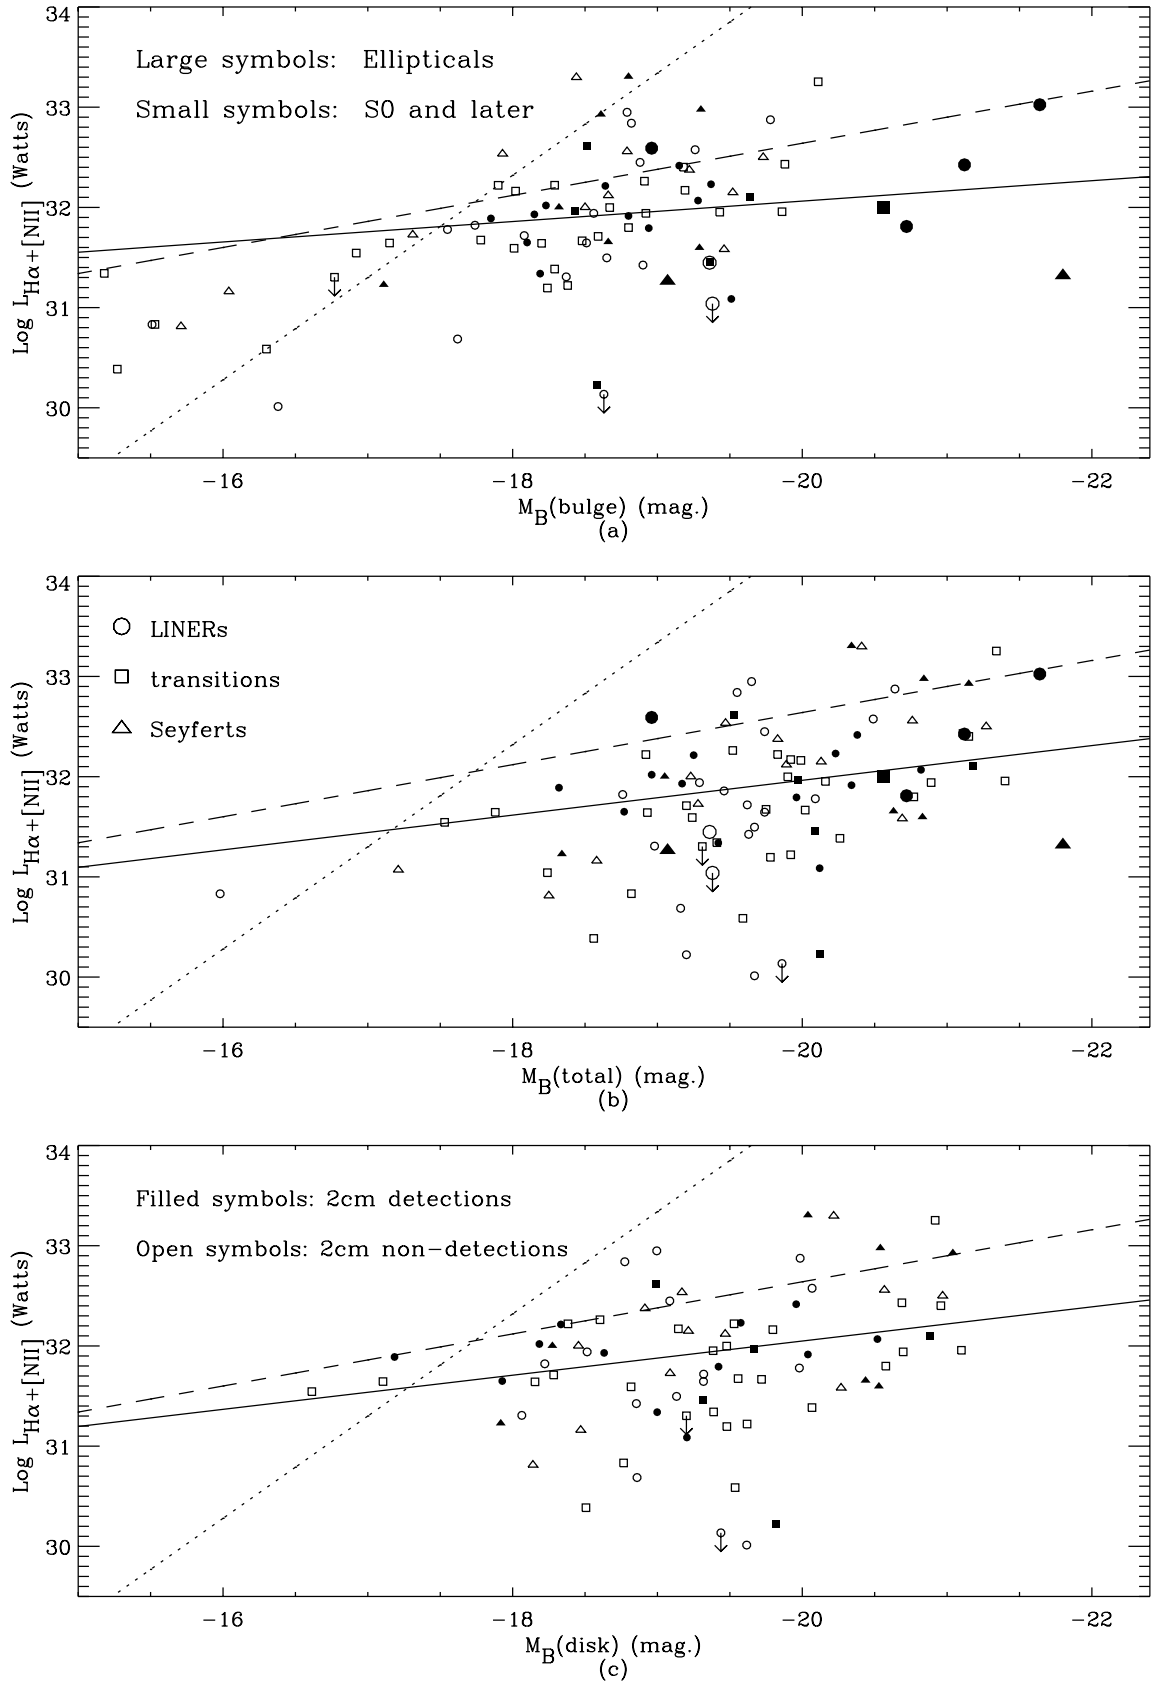 34
Large symbols: Ellipticals
Small symbols: S0 and later
33
32
31
30
Log L_Hα+[NII] (Watts)
−16 −18 −20 −22
M_B(bulge) (mag.)
(a)
34
LINERs
transitions
Seyferts
33
32
31
30
Log L_Hα+[NII] (Watts)
−16 −18 −20 −22
M_B(total) (mag.)
(b)
34
Filled symbols: 2cm detections
Open symbols: 2cm non−detections
33
32
31
30
Log L_Hα+[NII] (Watts)
−16 −18 −20 −22
M_B(disk) (mag.)
(c)